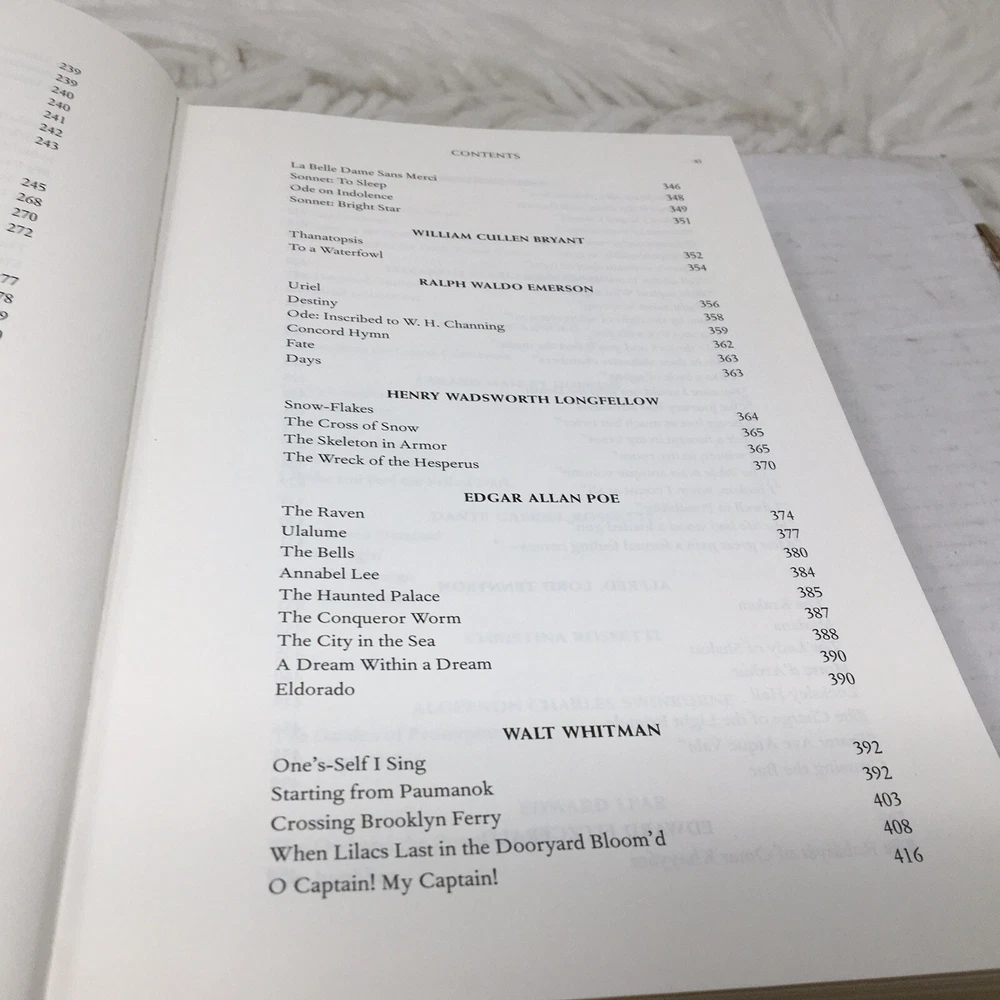 239
239
240
240
241
242
243
245
268
270
272
77
78
9
CONTENTS
La Belle Dame Sans Merci 346
Sonnet: To Sleep 348
Ode on Indolence 349
Sonnet: Bright Star 351
WILLIAM CULLEN BRYANT
Thanatopsis 352
To a Waterfowl 354
RALPH WALDO EMERSON
Uriel 356
Destiny 358
Ode: Inscribed to W. H. Channing 359
Concord Hymn 362
Fate 363
Days 363
HENRY WADSWORTH LONGFELLOW
Snow-Flakes 364
The Cross of Snow 365
The Skeleton in Armor 365
The Wreck of the Hesperus 370
EDGAR ALLAN POE
The Raven 374
Ulalume 377
The Bells 380
Annabel Lee 384
The Haunted Palace 385
The Conqueror Worm 387
The City in the Sea 388
A Dream Within a Dream 390
Eldorado 390
WALT WHITMAN
One's-Self I Sing 392
Starting from Paumanok 392
Crossing Brooklyn Ferry 403
When Lilacs Last in the Dooryard Bloom'd 408
O Captain! My Captain! 416